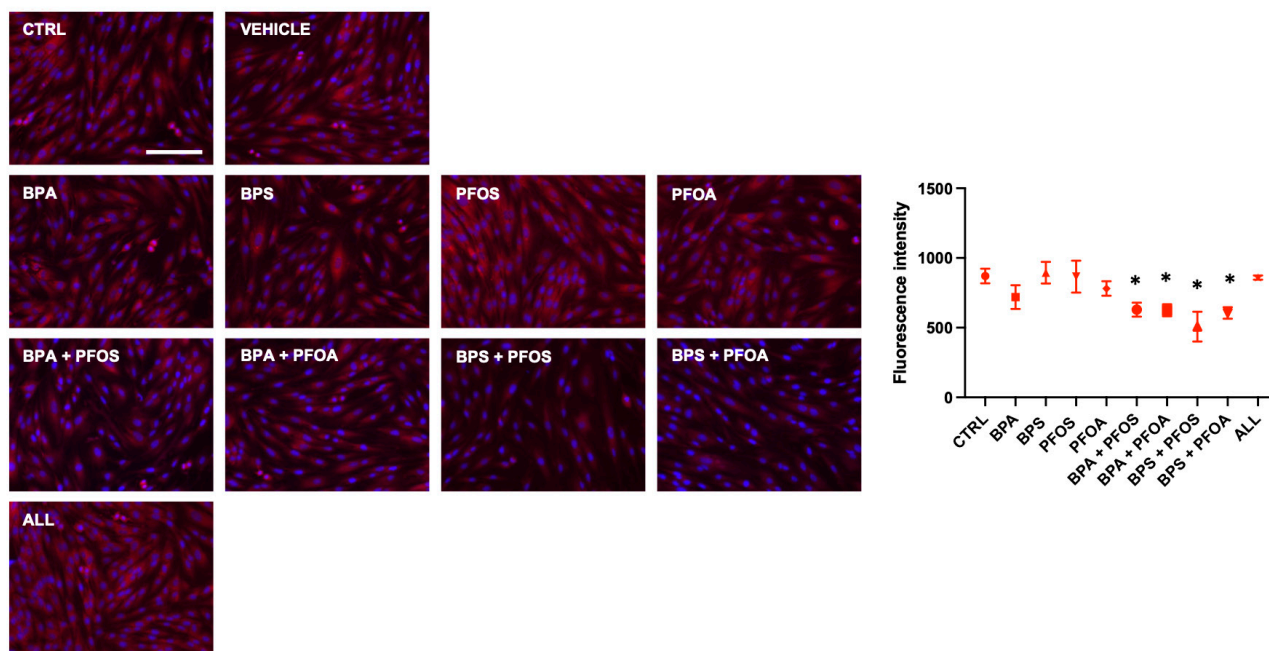 CTRL
VEHICLE
BPA
BPS
PFOS
PFOA
BPA + PFOS
BPA + PFOA
BPS + PFOS
BPS + PFOA
ALL
Fluorescence intensity
1500
1000
500
0
* * * *
CTRL
BPA
BPS
PFOS
PFOA
BPA + PFOS
BPA + PFOA
BPS + PFOS
BPS + PFOA
ALL